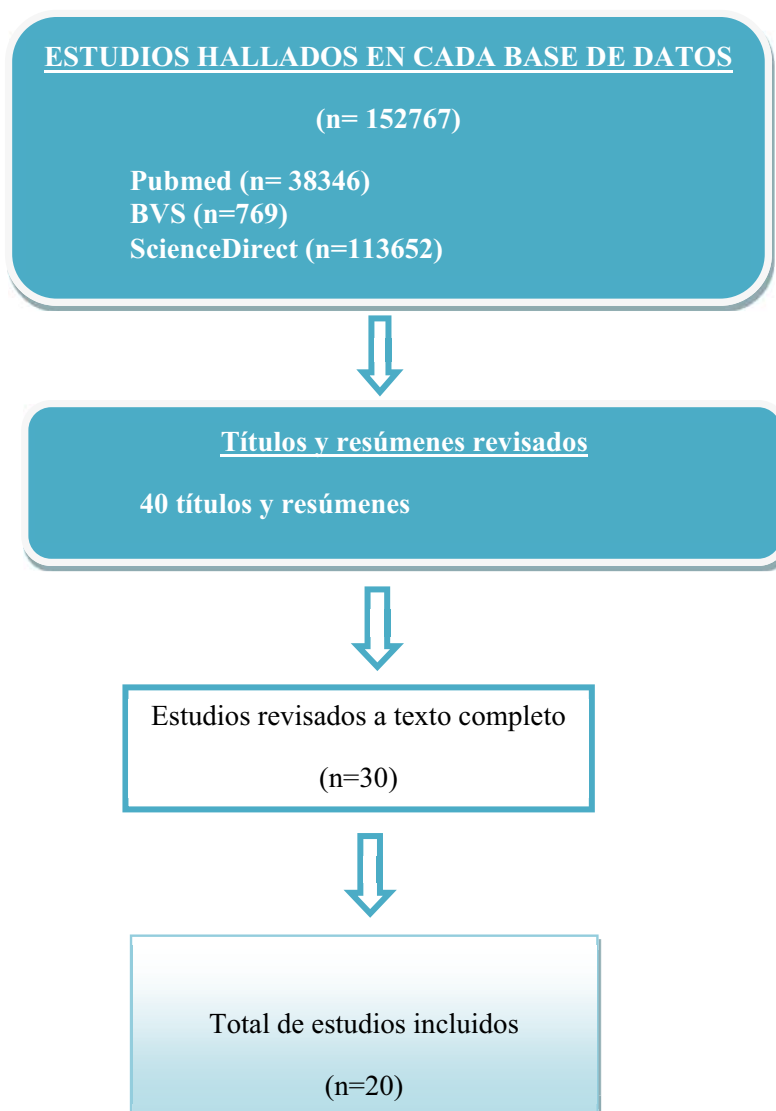 ESTUDIOS HALLADOS EN CADA BASE DE DATOS
(n= 152767)
Pubmed (n= 38346)
BVS (n=769)
ScienceDirect (n=113652)
Títulos y resúmenes revisados
40 títulos y resúmenes
Estudios revisados a texto completo
(n=30)
Total de estudios incluidos
(n=20)